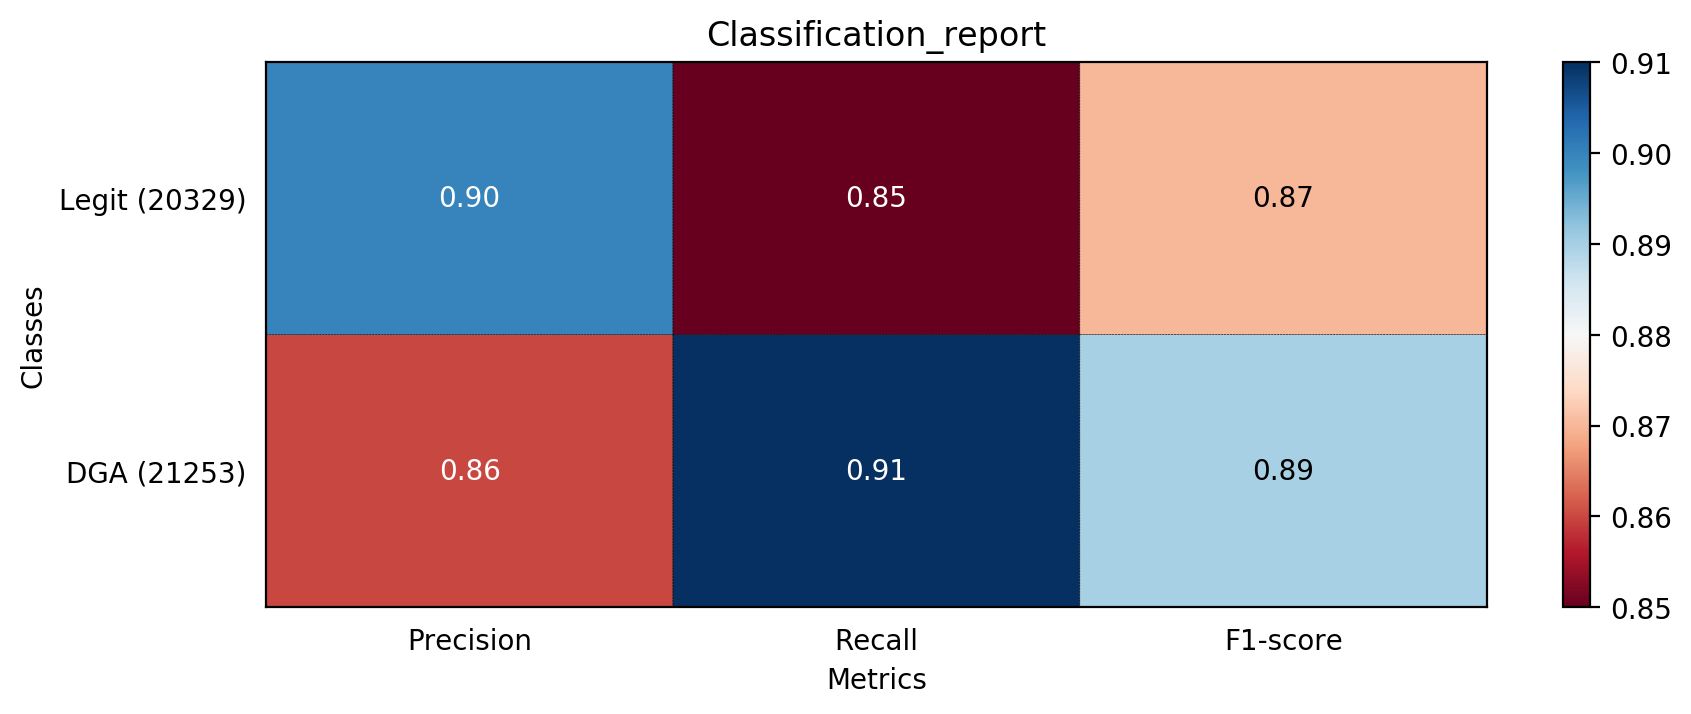 Classification_report
Legit (20329)
0.90 0.85 0.87
DGA (21253)
0.86 0.91 0.89
Classes
Precision Recall F1-score
Metrics
0.91
0.90
0.89
0.88
0.87
0.86
0.85